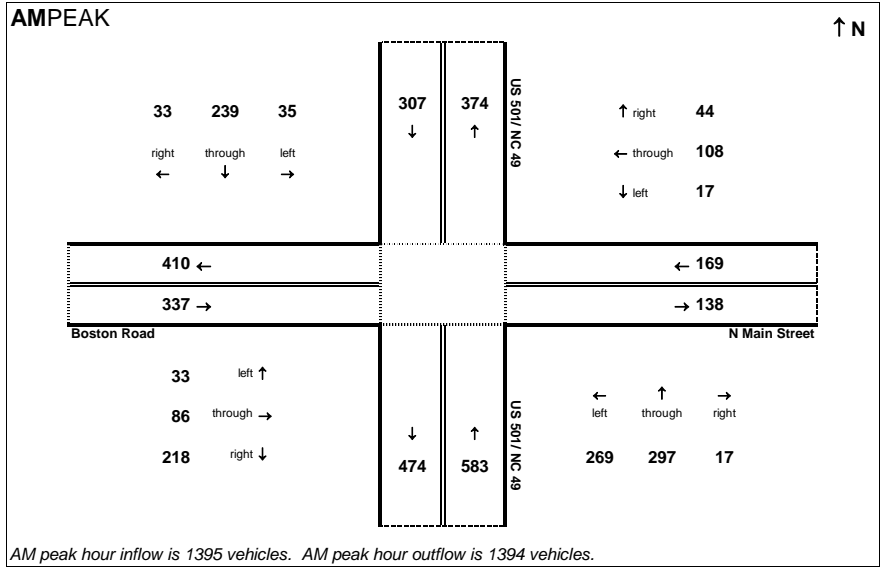 AMPEAK
↑ N
33 239 35
right through left
← ↓ →
307 374
↓ ↑
US 501/ NC 49
↑ right 44
← through 108
↓ left 17
410 ←
337 →
← 169
→ 138
Boston Road
N Main Street
33 left ↑
86 through →
218 right ↓
↓ ↑
474 583
US 501/ NC 49
← ↑ →
left through right
269 297 17
AM peak hour inflow is 1395 vehicles. AM peak hour outflow is 1394 vehicles.